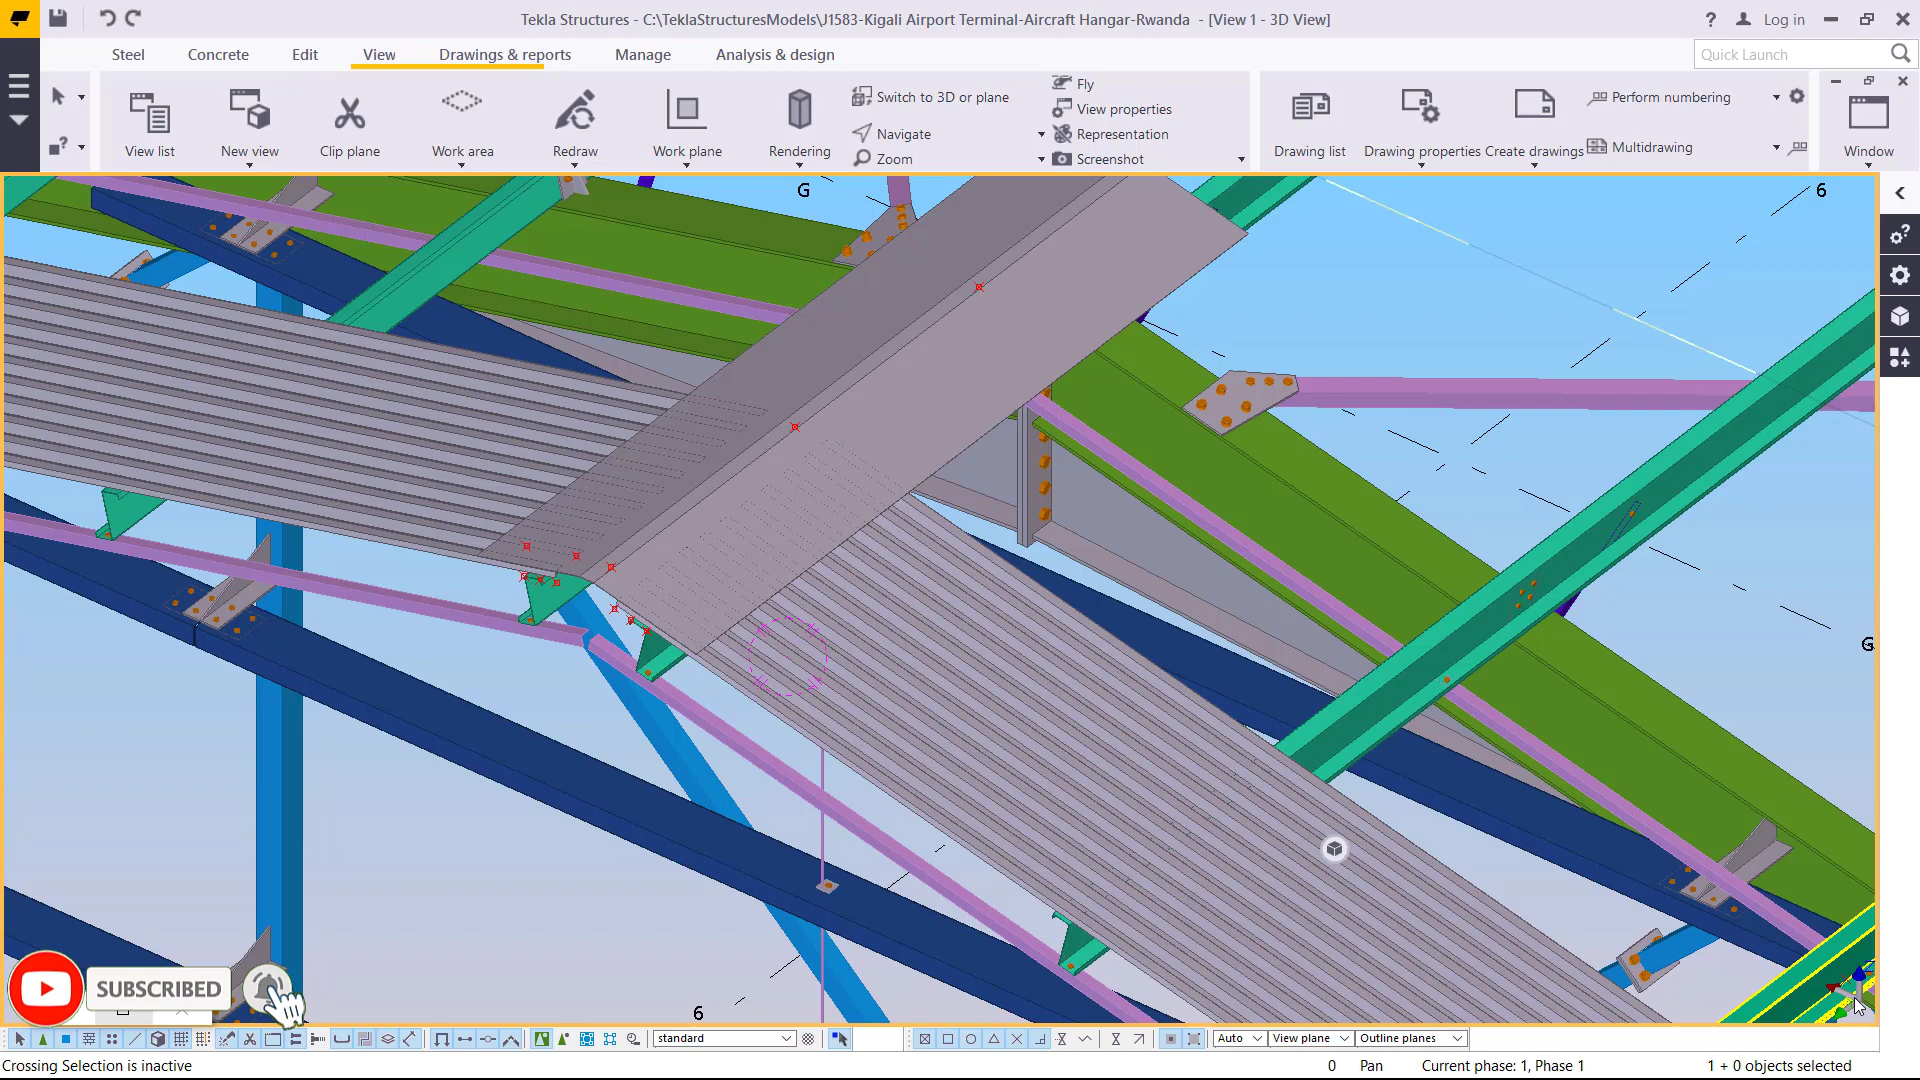 Tekla Structures - C:\TeklaStructuresModels\J1583-Kigali Airport Terminal-Aircraft Hangar-Rwanda - [View 1 - 3D View]
? Log in
Steel Concrete Edit View Drawings & reports Manage Analysis & design
Quick Launch
View list
New view
Clip plane
Work area
Redraw
Work plane
Rendering
Switch to 3D or plane
Navigate
Zoom
Fly
View properties
Representation
Screenshot
Drawing list
Drawing properties
Create drawings
Perform numbering
Multidrawing
Window
G
6
G
6
SUBSCRIBED
standard
Auto
View plane
Outline planes
Crossing Selection is inactive
0 Pan Current phase: 1, Phase 1 1 + 0 objects selected